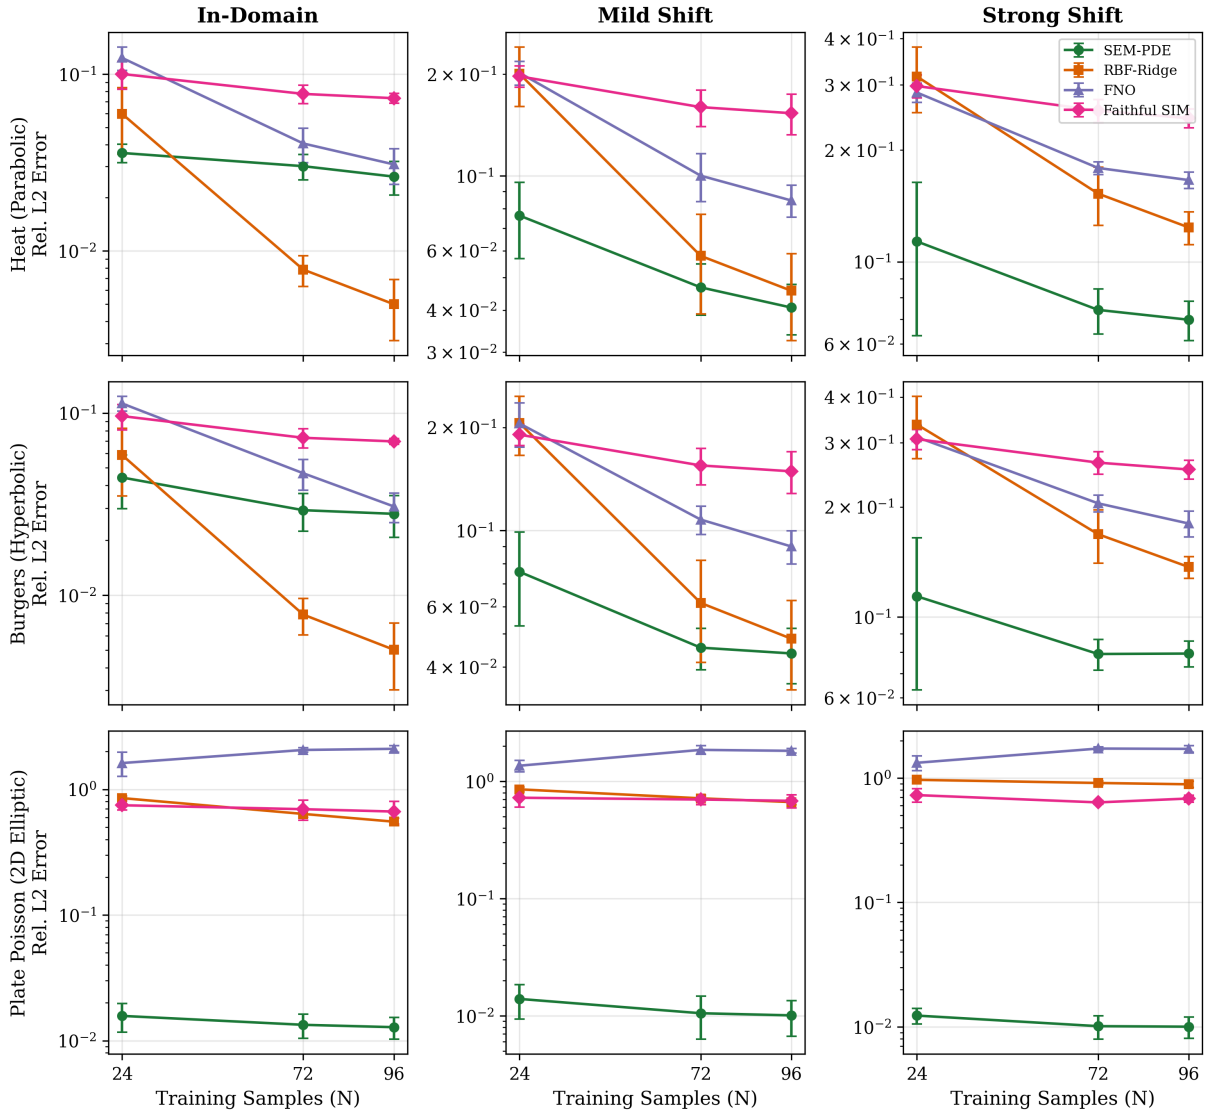 In-Domain
Mild Shift
Strong Shift
Heat (Parabolic)
Rel. L2 Error
10⁻¹
10⁻²
2 × 10⁻¹
10⁻¹
6 × 10⁻²
4 × 10⁻²
3 × 10⁻²
4 × 10⁻¹
3 × 10⁻¹
2 × 10⁻¹
10⁻¹
6 × 10⁻²
SEM-PDE
RBF-Ridge
FNO
Faithful SIM
Burgers (Hyperbolic)
Rel. L2 Error
10⁻¹
10⁻²
2 × 10⁻¹
10⁻¹
6 × 10⁻²
4 × 10⁻²
4 × 10⁻¹
3 × 10⁻¹
2 × 10⁻¹
10⁻¹
6 × 10⁻²
Plate Poisson (2D Elliptic)
Rel. L2 Error
10⁰
10⁻¹
10⁻²
24 72 96
Training Samples (N)
10⁰
10⁻¹
10⁻²
24 72 96
Training Samples (N)
10⁰
10⁻¹
10⁻²
24 72 96
Training Samples (N)